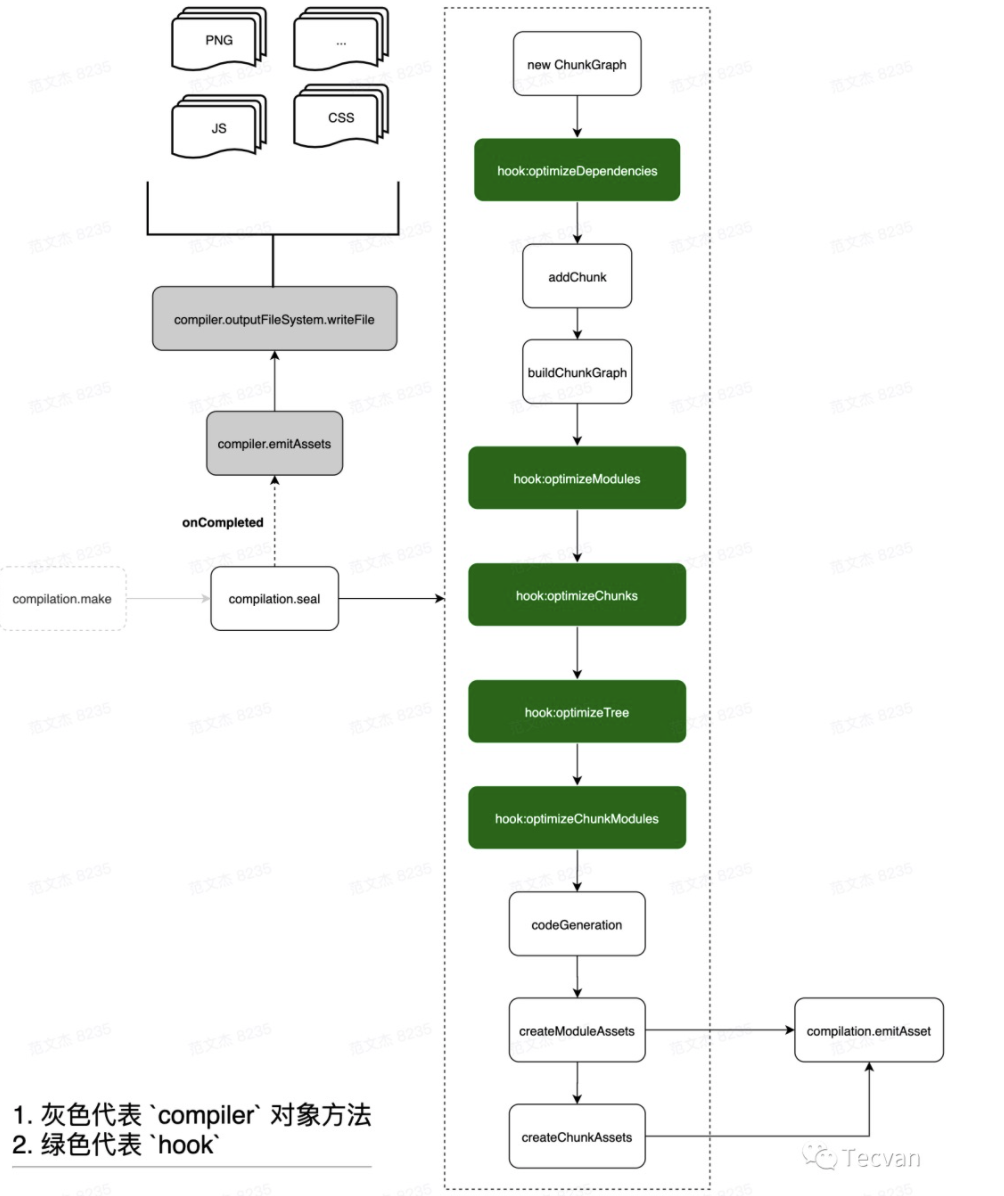 PNG
...
JS
CSS
compiler.outputFileSystem.writeFile
compiler.emitAssets
onCompleted
compilation.make
compilation.seal
new ChunkGraph
hook:optimizeDependencies
addChunk
buildChunkGraph
hook:optimizeModules
hook:optimizeChunks
hook:optimizeTree
hook:optimizeChunkModules
codeGeneration
createModuleAssets
compilation.emitAsset
createChunkAssets
1. 灰色代表 `compiler` 对象方法
2. 绿色代表 `hook`
Tecvan
范文杰 8235